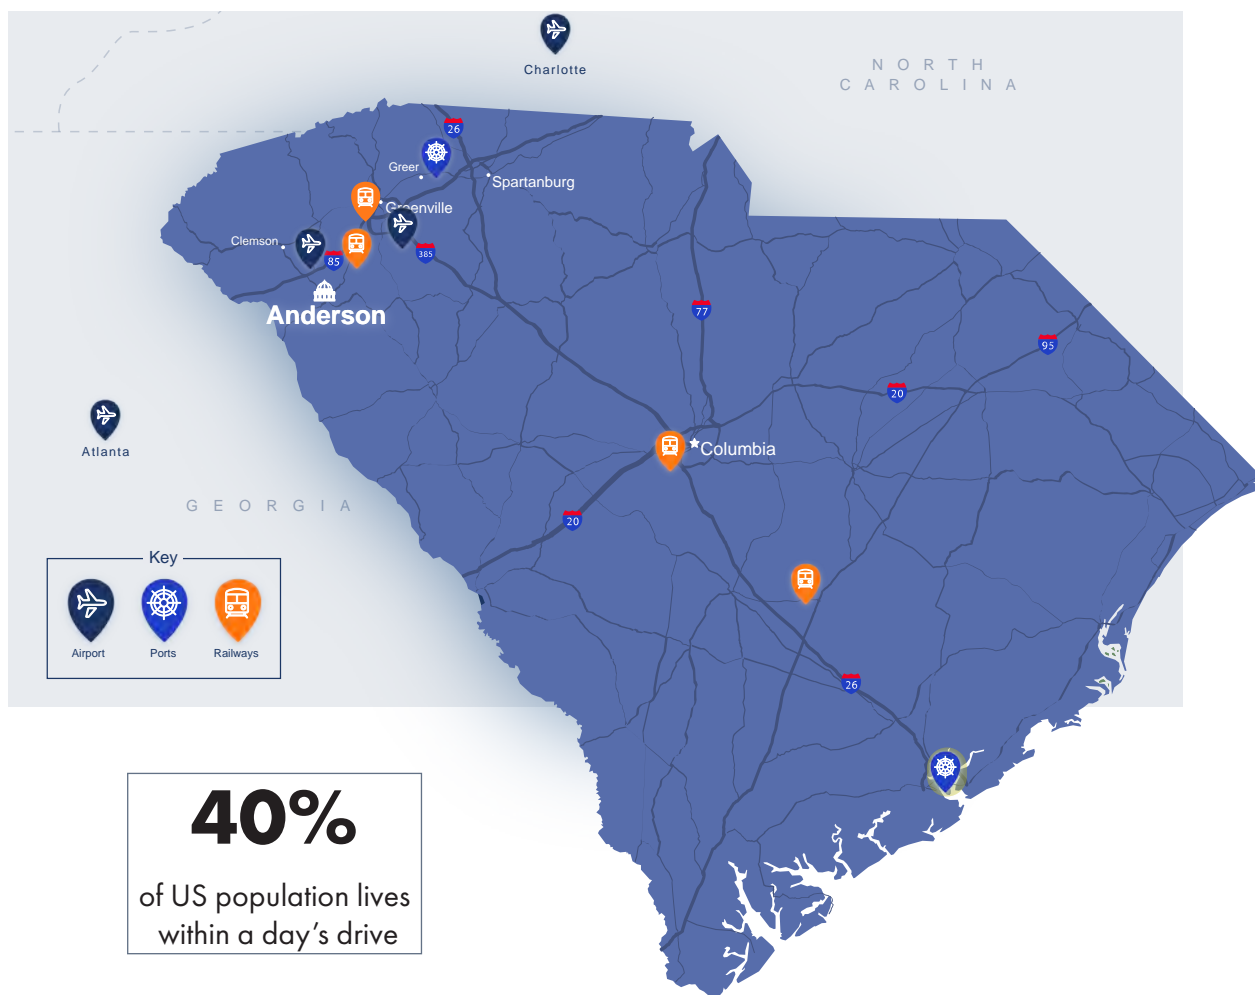 Charlotte
NORTH
CAROLINA
26
Greer
Spartanburg
Greenville
Clemson
385
85
Anderson
77
95
20
Atlanta
Columbia
GEORGIA
20
Key
Airport
Ports
Railways
26
40%
of US population lives
within a day's drive